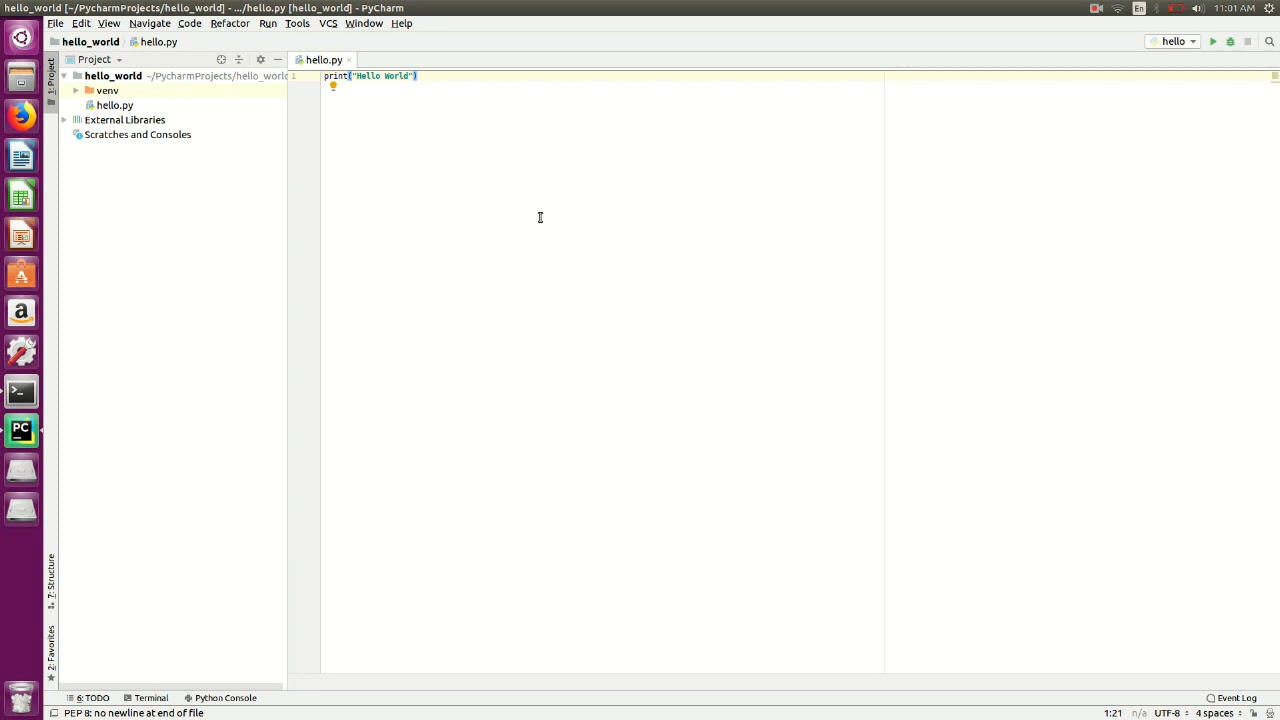 hello_world [~/PycharmProjects/hello_world] - .../hello.py [hello_world] - PyCharm
En
11:01 AM
File Edit View Navigate Code Refactor Run Tools VCS Window Help
hello_world hello.py
hello
1: Project
Project
hello.py
hello_world ~/PycharmProjects/hello_world
1 print("Hello World")
venv
hello.py
External Libraries
Scratches and Consoles
PC
7: Structure
2: Favorites
6: TODO Terminal Python Console
Event Log
PEP 8: no newline at end of file
1:21 n/a UTF-8 4 spaces